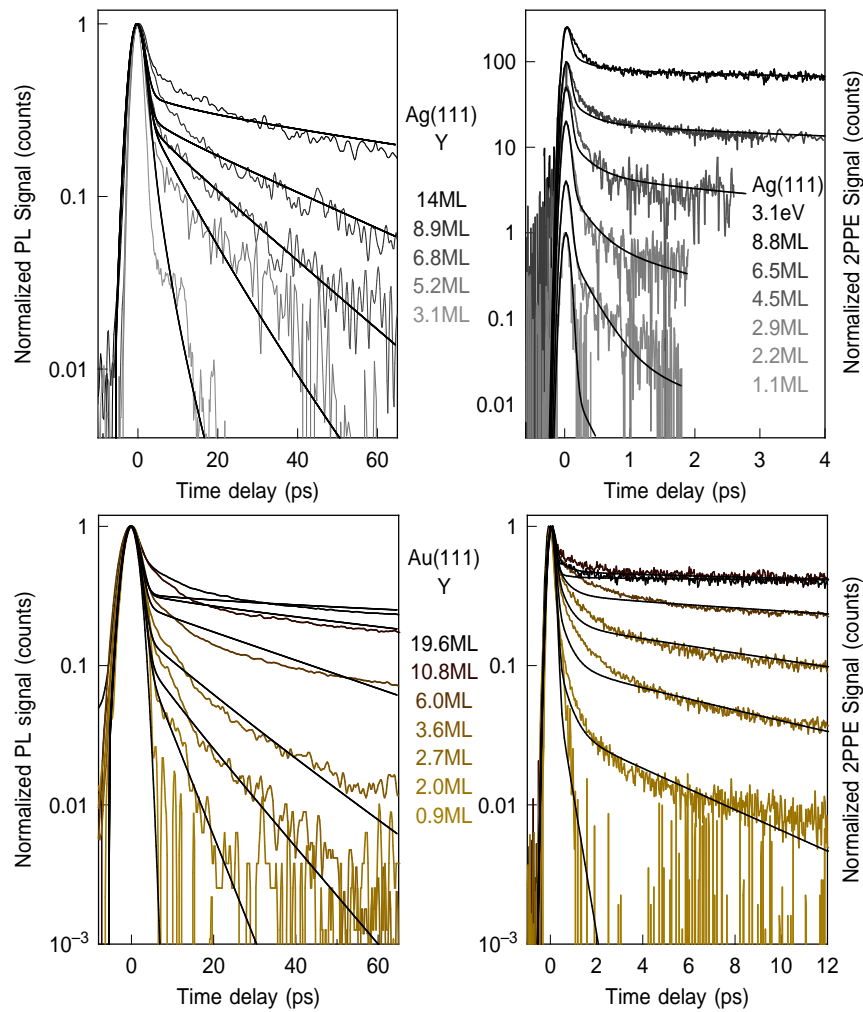 Normalized PL Signal (counts)
1
0.1
0.01
0
20
40
60
Time delay (ps)
Ag(111)
Y
14ML
8.9ML
6.8ML
5.2ML
3.1ML
100
10
1
0.1
0.01
0
1
2
3
4
Time delay (ps)
Ag(111)
3.1eV
8.8ML
6.5ML
4.5ML
2.9ML
2.2ML
1.1ML
Normalized 2PPE Signal (counts)
Normalized PL signal (counts)
1
0.1
0.01
10⁻³
0
20
40
60
Time delay (ps)
Au(111)
Y
19.6ML
10.8ML
6.0ML
3.6ML
2.7ML
2.0ML
0.9ML
1
0.1
0.01
10⁻³
0
2
4
6
8
10
12
Time delay (ps)
Normalized 2PPE Signal (counts)